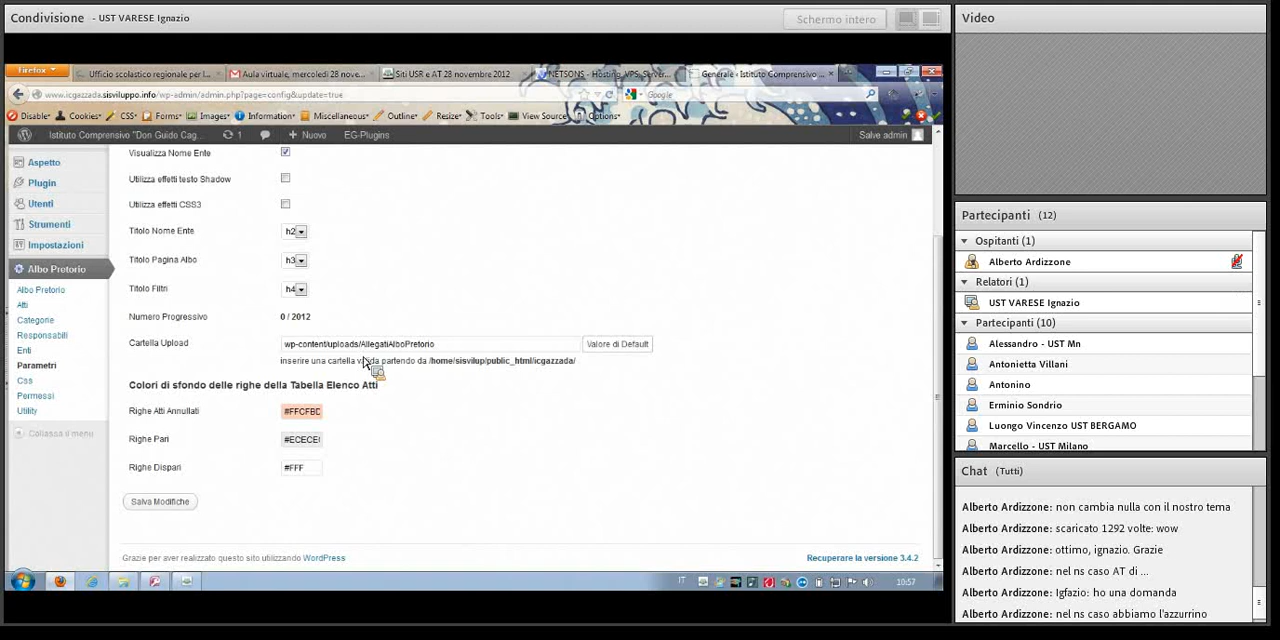 Condivisione - UST VARESE Ignazio
Schermo intero
Firefox
Ufficio scolastico regionale per l...
Aula virtuale, mercoledi 28 nove...
Siti USR e AT 28 novembre 2012
NETSONS - Hosting, VPS, Server...
Generale ‹ Istituto Comprensivo ...
www.icgazzada.sisviluppo.info/wp-admin/admin.php?page=config&update=true
Google
Disable Cookies CSS Forms Images Information Miscellaneous Outline Resize Tools View Source Options
Istituto Comprensivo "Don Guido Cag...
1
Nuovo
EG-Plugins
Salve admin
Aspetto
Plugin
Utenti
Strumenti
Impostazioni
Albo Pretorio
Albo Pretorio
Atti
Categorie
Responsabili
Enti
Parametri
Css
Permessi
Utility
Collassa il menu
Visualizza Nome Ente
Utilizza effetti testo Shadow
Utilizza effetti CSS3
Titolo Nome Ente h2
Titolo Pagina Albo h3
Titolo Filtri h4
Numero Progressivo 0 / 2012
Cartella Upload wp-content/uploads/AllegatiAlboPretorio Valore di Default
inserire una cartella valida partendo da /home/sisvilup/public_html/icgazzada/
Colori di sfondo delle righe della Tabella Elenco Atti
Righe Atti Annullati #FFCFBD
Righe Pari #ECECE
Righe Dispari #FFF
Salva Modifiche
Grazie per aver realizzato questo sito utilizzando WordPress
Recuperare la versione 3.4.2
IT
10:57
Video
Partecipanti (12)
Ospitanti (1)
Alberto Ardizzone
Relatori (1)
UST VARESE Ignazio
Partecipanti (10)
Alessandro - UST Mn
Antonietta Villani
Antonino
Erminio Sondrio
Luongo Vincenzo UST BERGAMO
Marcello - UST Milano
Chat (Tutti)
Alberto Ardizzone: non cambia nulla con il nostro tema
Alberto Ardizzone: scaricato 1292 volte: wow
Alberto Ardizzone: ottimo, ignazio. Grazie
Alberto Ardizzone: nel ns caso AT di ...
Alberto Ardizzone: Igfazio: ho una domanda
Alberto Ardizzone: nel ns caso abbiamo l'azzurrino